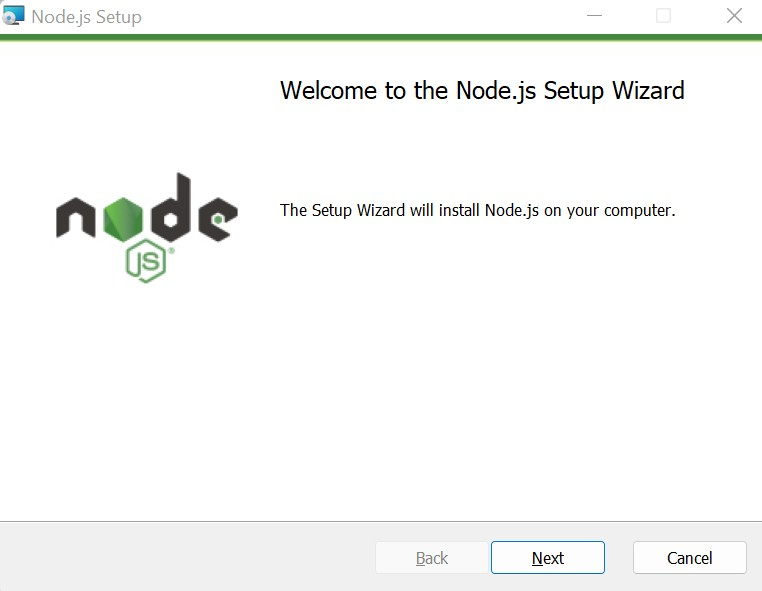 Node.js Setup
Welcome to the Node.js Setup Wizard
node
JS®
The Setup Wizard will install Node.js on your computer.
Back Next Cancel